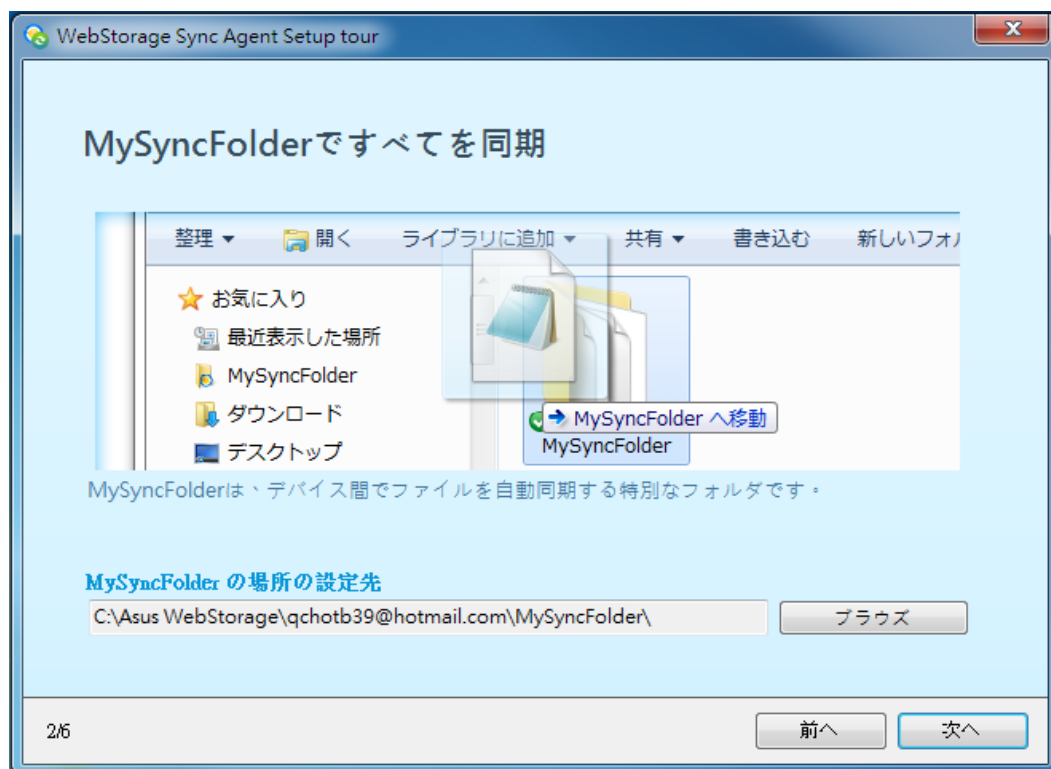 WebStorage Sync Agent Setup tour
MySyncFolderですべてを同期
整理 開く ライブラリに追加 共有 書き込む 新しいフォル
お気に入り
最近表示した場所
MySyncFolder
ダウンロード
デスクトップ
MySyncFolder へ移動
MySyncFolder
MySyncFolderは、デバイス間でファイルを自動同期する特別なフォルダです。
MySyncFolder の場所の設定先
C:\Asus WebStorage\qchotb39@hotmail.com\MySyncFolder\ ブラウズ
2/6 前へ 次へ